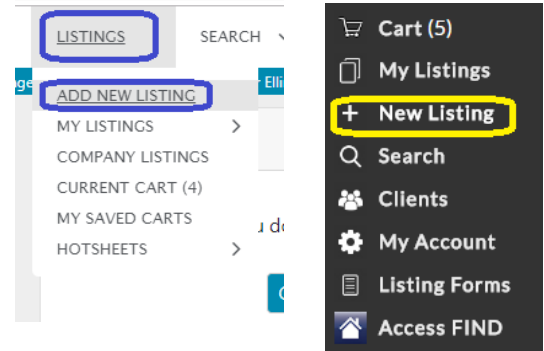 LISTINGS
SEARCH
Elli
ADD NEW LISTING
MY LISTINGS
COMPANY LISTINGS
CURRENT CART (4)
MY SAVED CARTS
HOTSHEETS
Cart (5)
My Listings
New Listing
Search
Clients
My Account
Listing Forms
Access FIND